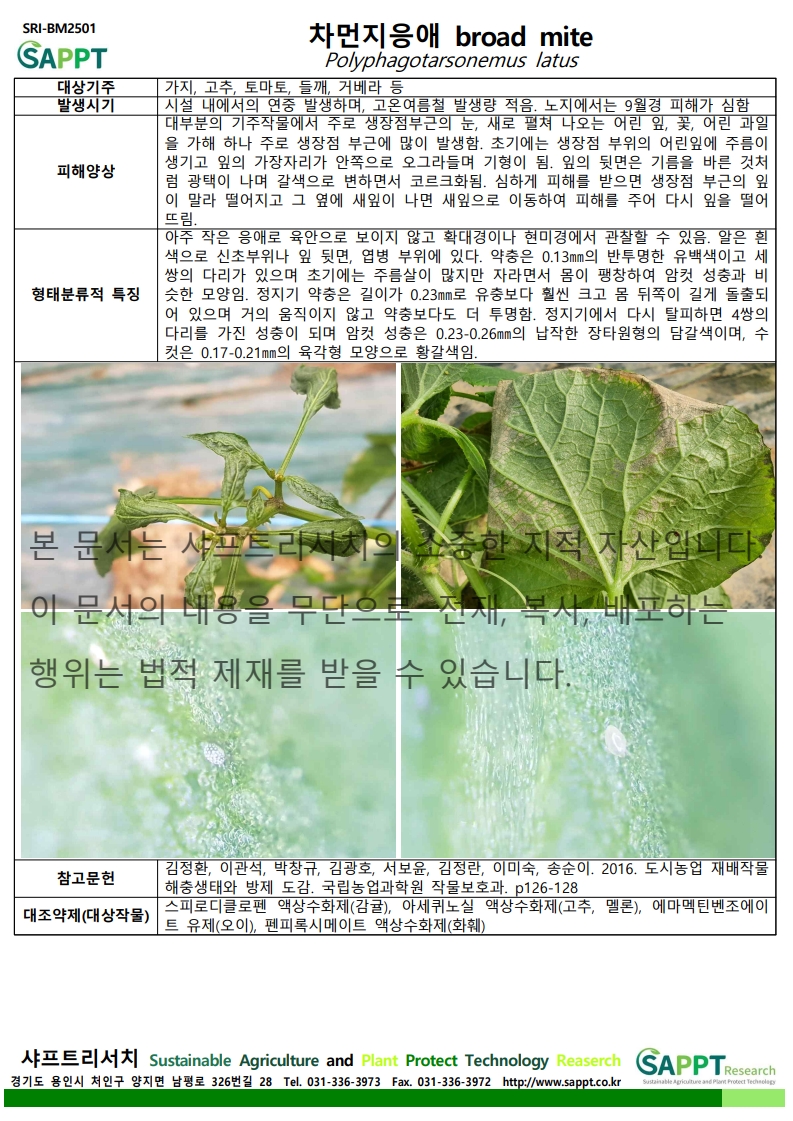 SRI-BM2501
SAPPT
차먼지응애 broad mite
Polyphagotarsonemus latus
대상기주
가지, 고추, 토마토, 들깨, 거베라 등
발생시기
시설 내에서의 연중 발생하며, 고온여름철 발생량 적음. 노지에서는 9월경 피해가 심함
피해양상
대부분의 기주작물에서 주로 생장점부근의 눈, 새로 펼쳐 나오는 어린 잎, 꽃, 어린 과일
을 가해 하나 주로 생장점 부근에 많이 발생함. 초기에는 생장점 부위의 어린잎에 주름이
생기고 잎의 가장자리가 안쪽으로 오그라들며 기형이 됨. 잎의 뒷면은 기름을 바른 것처
럼 광택이 나며 갈색으로 변하면서 코르크화됨. 심하게 피해를 받으면 생장점 부근의 잎
이 말라 떨어지고 그 옆에 새잎이 나면 새잎으로 이동하여 피해를 주어 다시 잎을 떨어
뜨림.
형태분류적 특징
아주 작은 응애로 육안으로 보이지 않고 확대경이나 현미경에서 관찰할 수 있음. 알은 흰
색으로 신초부위나 잎 뒷면, 엽병 부위에 있다. 약충은 0.13㎜의 반투명한 유백색이고 세
쌍의 다리가 있으며 초기에는 주름살이 많지만 자라면서 몸이 팽창하여 암컷 성충과 비
슷한 모양임. 정지기 약충은 길이가 0.23㎜로 유충보다 훨씬 크고 몸 뒤쪽이 길게 돌출되
어 있으며 거의 움직이지 않고 약충보다도 더 투명함. 정지기에서 다시 탈피하면 4쌍의
다리를 가진 성충이 되며 암컷 성충은 0.23-0.26㎜의 납작한 장타원형의 담갈색이며, 수
컷은 0.17-0.21㎜의 육각형 모양으로 황갈색임.
본 문서는 샤프트리서치의 소중한 지적 자산입니다.
이 문서의 내용을 무단으로 전재, 복사, 배포하는
행위는 법적 제재를 받을 수 있습니다.
참고문헌
김정환, 이관석, 박창규, 김광호, 서보윤, 김정란, 이미숙, 송순이. 2016. 도시농업 재배작물
해충생태와 방제 도감. 국립농업과학원 작물보호과. p126-128
대조약제(대상작물)
스피로디클로펜 액상수화제(감귤), 아세퀴노실 액상수화제(고추, 멜론), 에마멕틴벤조에이
트 유제(오이), 펜피록시메이트 액상수화제(화훼)
샤프트리서치 Sustainable Agriculture and Plant Protect Technology Reaserch
경기도 용인시 처인구 양지면 남평로 326번길 28 Tel. 031-336-3973 Fax. 031-336-3972 http://www.sappt.co.kr
SAPPT Research
Sustainable Agriculture and Plant Protect Technology